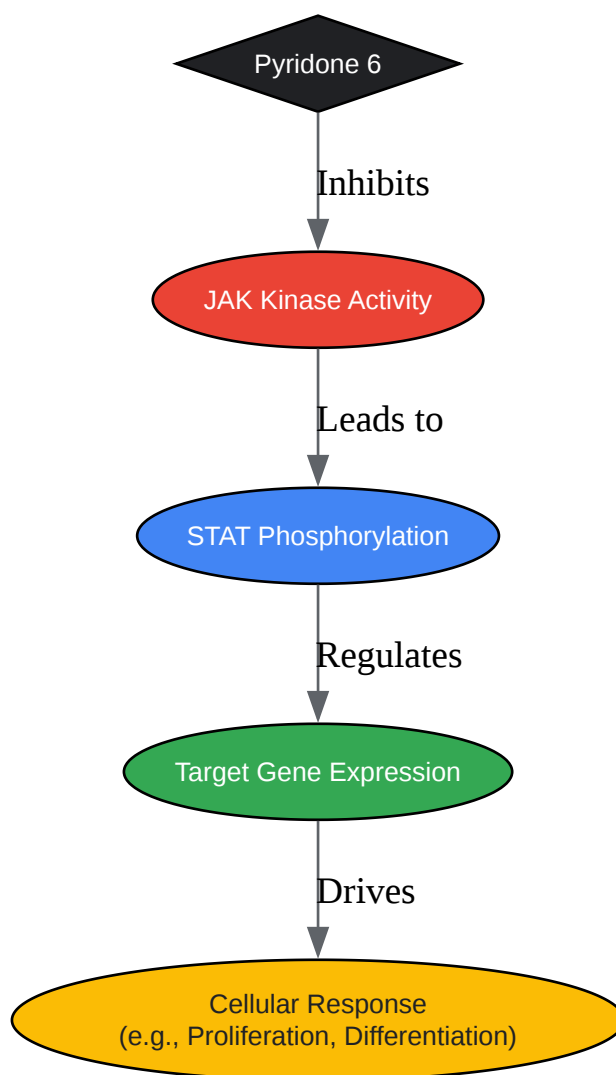 Pyridone 6
Inhibits
JAK Kinase Activity
Leads to
STAT Phosphorylation
Regulates
Target Gene Expression
Drives
Cellular Response
(e.g., Proliferation, Differentiation)